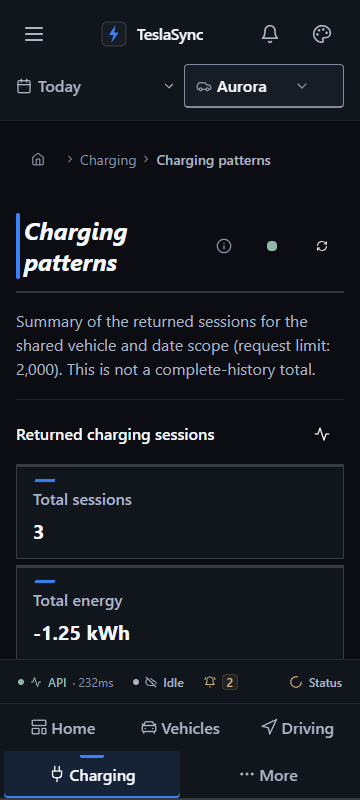 TeslaSync
Today
Aurora
Charging
Charging patterns
Charging
patterns
Summary of the returned sessions for the
shared vehicle and date scope (request limit:
2,000). This is not a complete-history total.
Returned charging sessions
Total sessions
3
Total energy
-1.25 kWh
API · 232ms
Idle
2
Status
Home
Vehicles
Driving
Charging
More